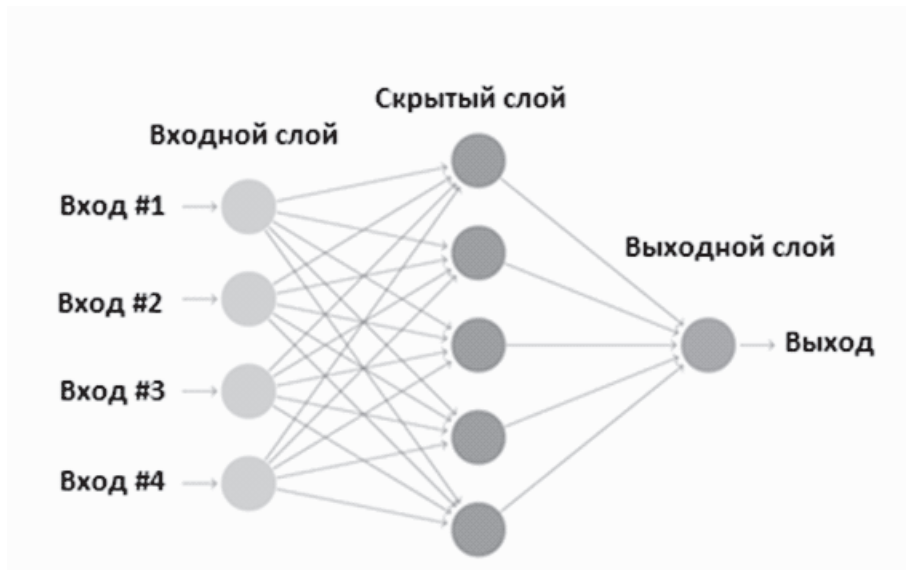 Скрытый слой
Входной слой
Вход #1
Выходной слой
Вход #2
Выход
Вход #3
Вход #4